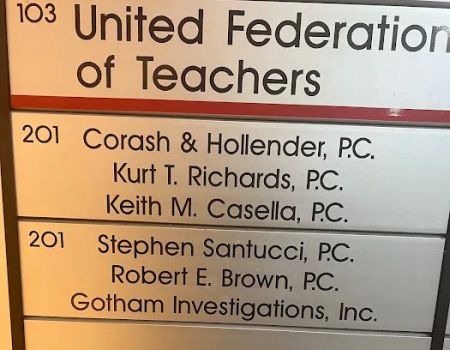 103 United Federation
of Teachers
201 Corash & Hollender, P.C.
Kurt T. Richards, P.C.
Keith M. Casella, P.C.
201 Stephen Santucci, P.C.
Robert E. Brown, P.C.
Gotham Investigations, Inc.